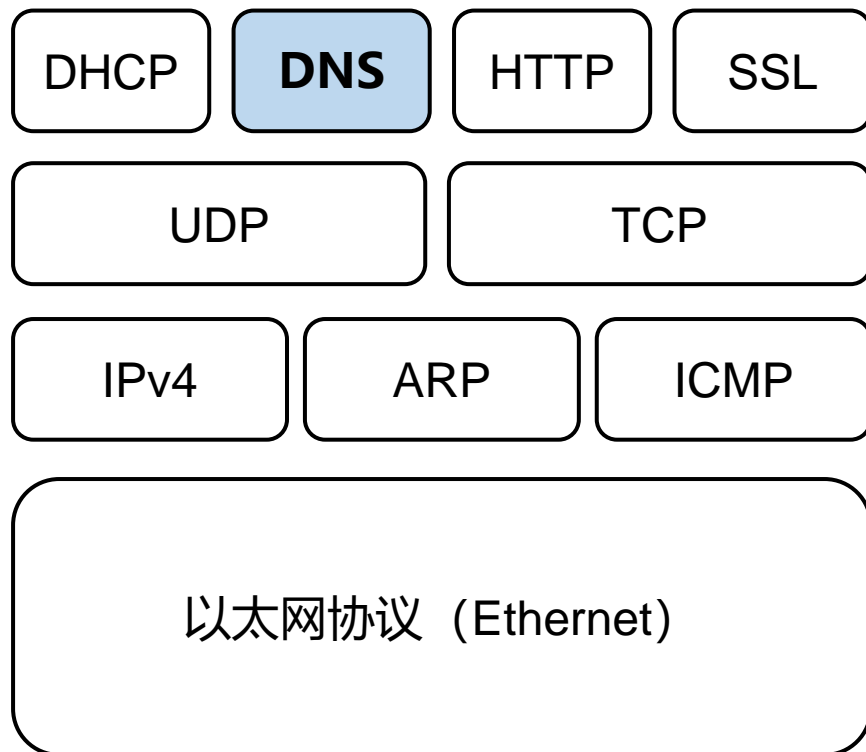 DHCP DNS HTTP SSL
UDP TCP
IPv4 ARP ICMP
以太网协议（Ethernet）